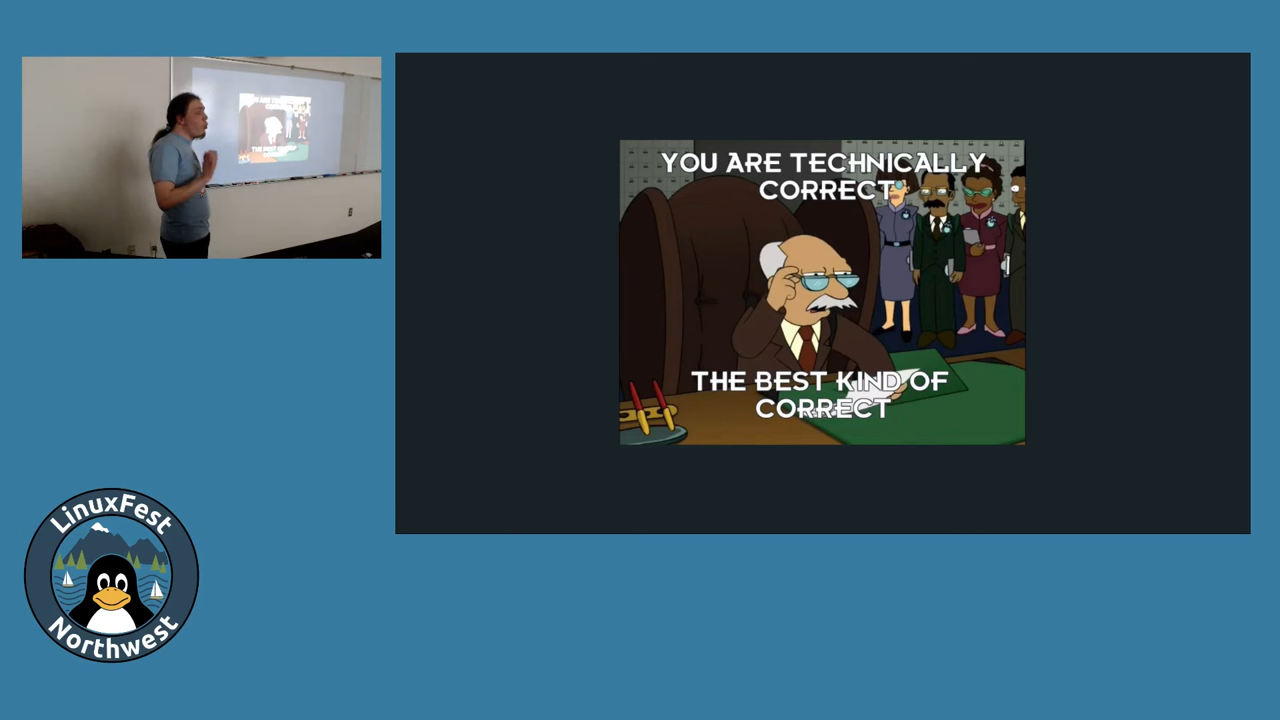 YOU ARE TECHNICALLY
CORRECT
THE BEST KIND OF
CORRECT
LinuxFest
Northwest